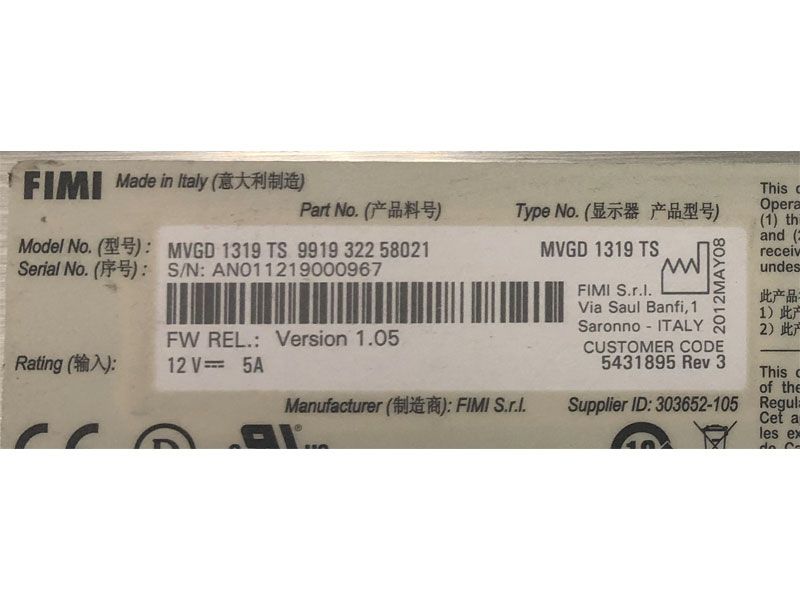 FIMI Made in Italy (意大利制造)
Part No. (产品料号) Type No. (显示器 产品型号)
Model No. (型号) : MVGD 1319 TS 9919 322 58021 MVGD 1319 TS
Serial No. (序号) : S/N: AN011219000967
FIMI S.r.l.
Via Saul Banfi,1
Saronno - ITALY
2012MAY08
FW REL.: Version 1.05
CUSTOMER CODE
5431895 Rev 3
Rating (输入): 12 V 5A
Manufacturer (制造商): FIMI S.r.l. Supplier ID: 303652-105
This
Opera
(1) th
and (2
receiv
undes
此产品
1) 此产
2) 此
This c
of the
Regula
Cet a
les ex